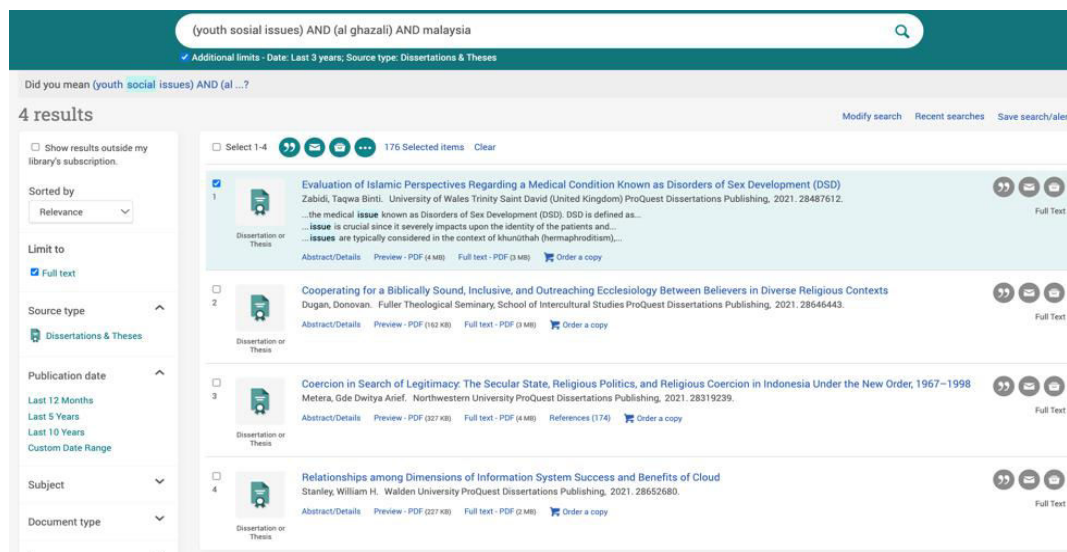 (youth sosial issues) AND (al ghazali) AND malaysia
Additional limits - Date: Last 3 years; Source type: Dissertations & Theses
Did you mean (youth social issues) AND (al ...?
4 results
Modify search Recent searches Save search/aler
Show results outside my
library's subscription.
Sorted by
Relevance
Limit to
Full text
Source type
Dissertations & Theses
Publication date
Last 12 Months
Last 5 Years
Last 10 Years
Custom Date Range
Subject
Document type
Select 1-4 176 Selected items Clear
1
Dissertation or
Thesis
Evaluation of Islamic Perspectives Regarding a Medical Condition Known as Disorders of Sex Development (DSD)
Zabidi, Taqwa Binti. University of Wales Trinity Saint David (United Kingdom) ProQuest Dissertations Publishing, 2021. 28487612.
...the medical issue known as Disorders of Sex Development (DSD). DSD is defined as...
... issue is crucial since it severely impacts upon the identity of the patients and...
...issues are typically considered in the context of khunūthah (hermaphroditism),...
Abstract/Details Preview - PDF (4 MB) Full text - PDF (3 MB) Order a copy
Full Text
2
Dissertation or
Thesis
Cooperating for a Biblically Sound, Inclusive, and Outreaching Ecclesiology Between Believers in Diverse Religious Contexts
Dugan, Donovan. Fuller Theological Seminary, School of Intercultural Studies ProQuest Dissertations Publishing, 2021. 28646443.
Abstract/Details Preview - PDF (162 KB) Full text - PDF (3 MB) Order a copy
Full Text
3
Dissertation or
Thesis
Coercion in Search of Legitimacy: The Secular State, Religious Politics, and Religious Coercion in Indonesia Under the New Order, 1967–1998
Metera, Gde Dwitya Arief. Northwestern University ProQuest Dissertations Publishing, 2021. 28319239.
Abstract/Details Preview - PDF (327 KB) Full text - PDF (4 MB) References (174) Order a copy
Full Text
4
Dissertation or
Thesis
Relationships among Dimensions of Information System Success and Benefits of Cloud
Stanley, William H. Walden University ProQuest Dissertations Publishing, 2021. 28652680.
Abstract/Details Preview - PDF (227 KB) Full text - PDF (2 MB) Order a copy
Full Text